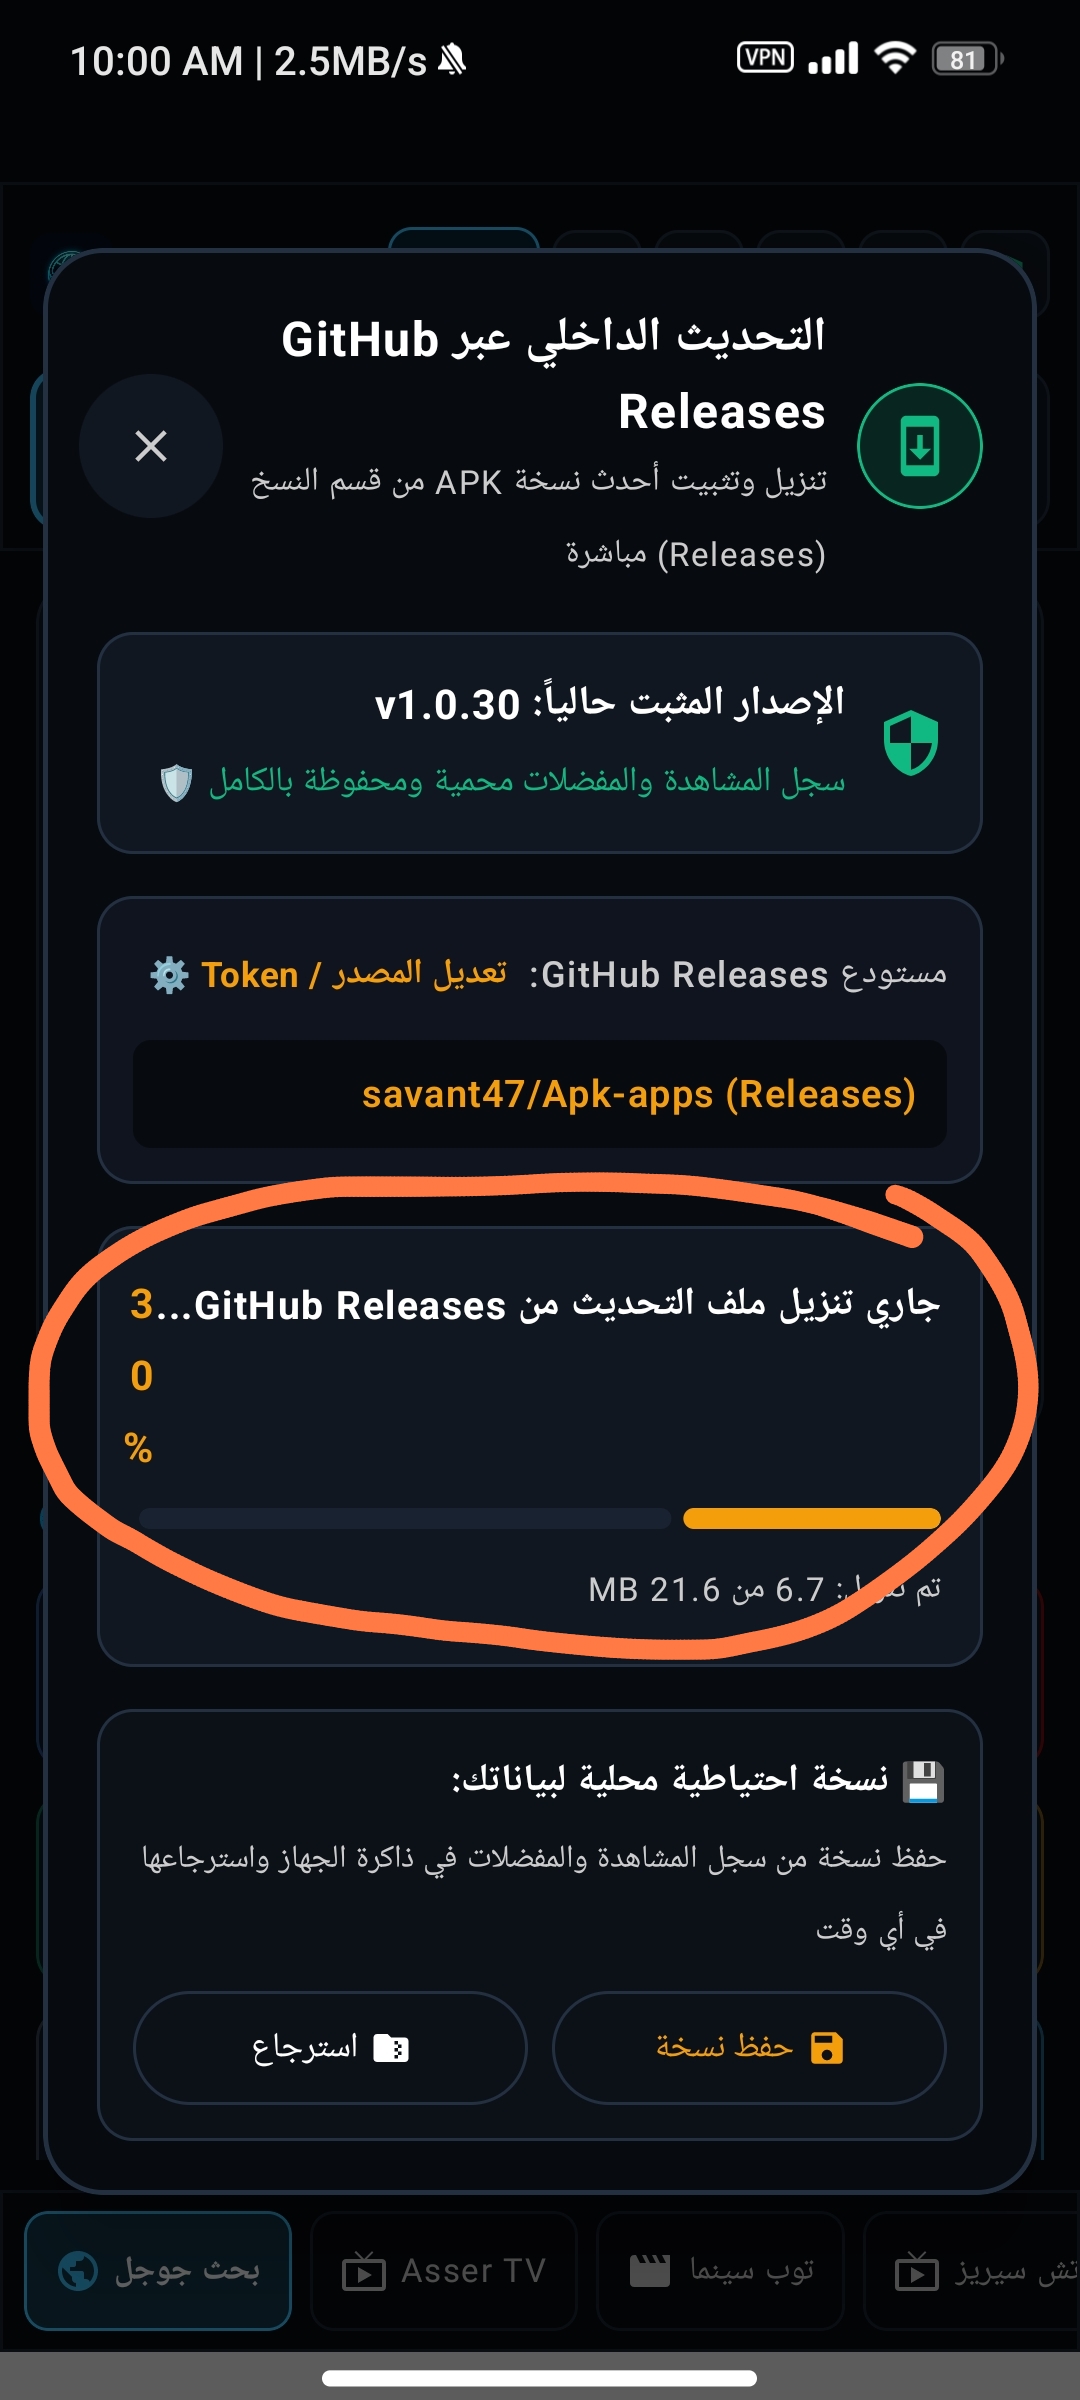 10:00 AM | 2.5MB/s
VPN
81
التحديث الداخلي عبر GitHub
Releases
تنزيل وتثبيت أحدث نسخة APK من قسم النسخ
(Releases) مباشرة
الإصدار المثبت حالياً: v1.0.30
سجل المشاهدة والمفضلات محمية ومحفوظة بالكامل 🛡️
مستودع GitHub Releases:
تعديل المصدر / Token ⚙️
savant47/Apk-apps (Releases)
جاري تنزيل ملف التحديث من GitHub Releases...
3
0
%
تم تنزيل: 6.7 من 21.6 MB
💾 نسخة احتياطية محلية لبياناتك:
حفظ نسخة من سجل المشاهدة والمفضلات في ذاكرة الجهاز واسترجاعها
في أي وقت
حفظ نسخة
استرجاع
بحث جوجل
Asser TV
توب سينما
تش سيريز